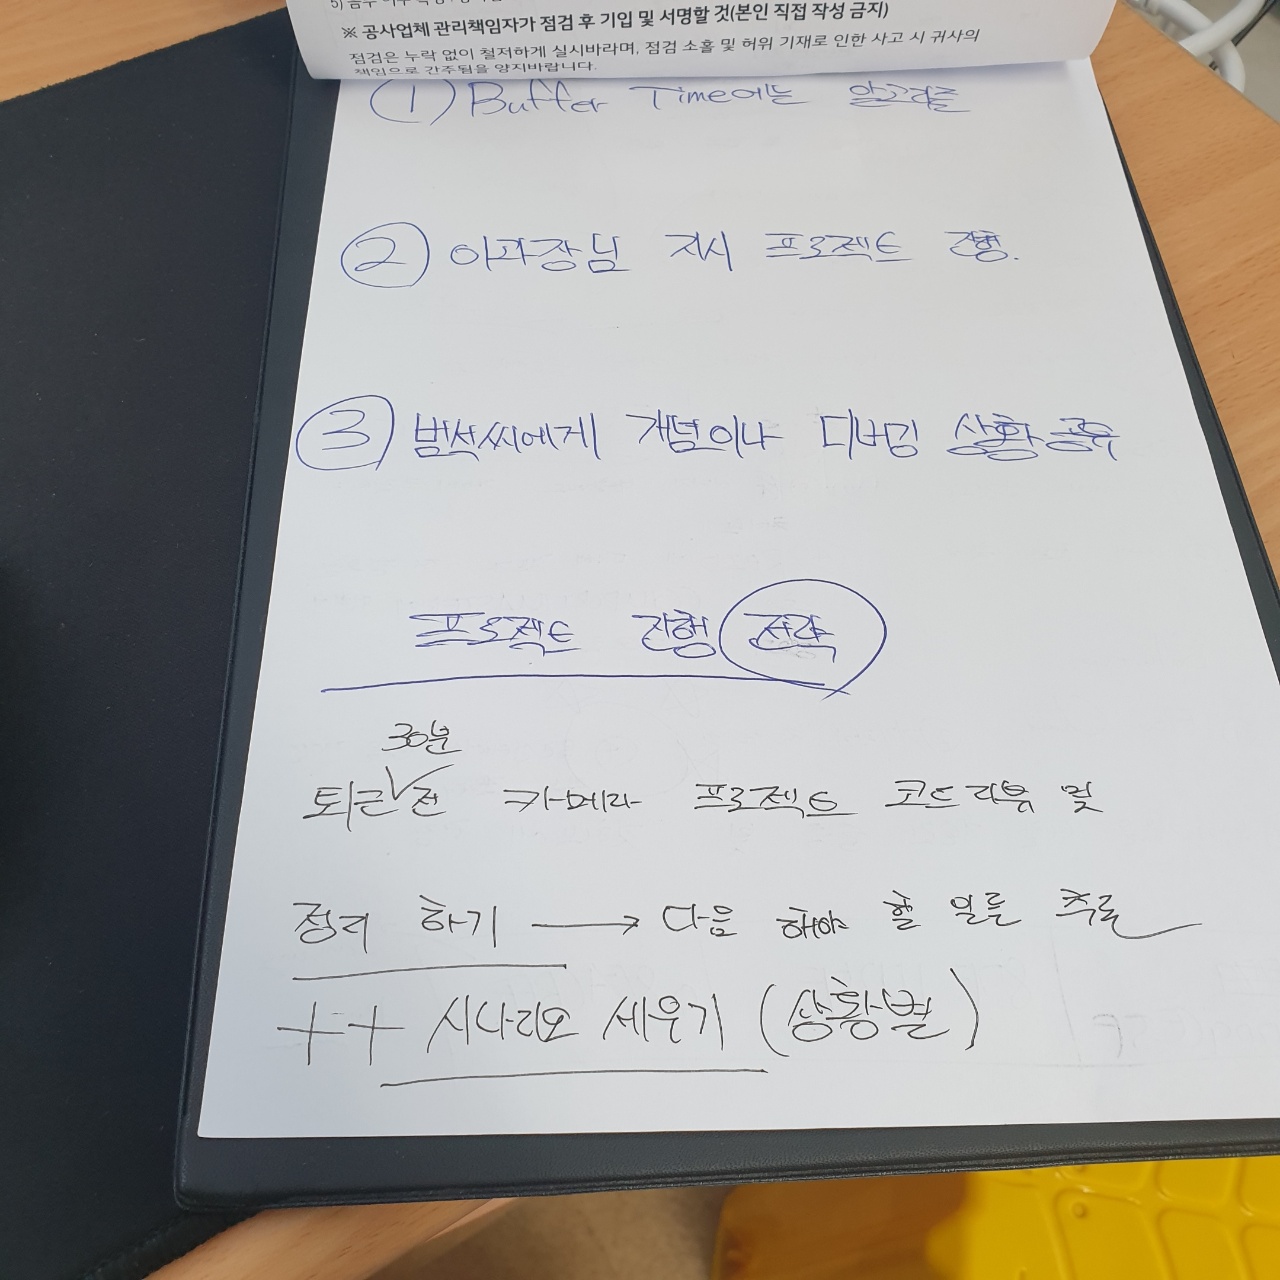 ※ 공사업체 관리책임자가 점검 후 기입 및 서명할 것(본인 직접 작성 금지)
점검은 누락 없이 철저하게 실시바라며, 점검 소홀 및 허위 기재로 인한 사고 시 귀사의
책임으로 간주됨을 양지바랍니다.
① Buffer Time에는 알고리즘
② 이과장님 지시 프로젝트 진행.
③ 범석씨에게 개념이나 디버깅 상황공유
프로젝트 진행 전략
30분
퇴근 전 카메라 프로젝트 코드리뷰 및
정리 하기 → 다음 해야 할 일을 추론
++ 시나리오 세우기 (상황별)